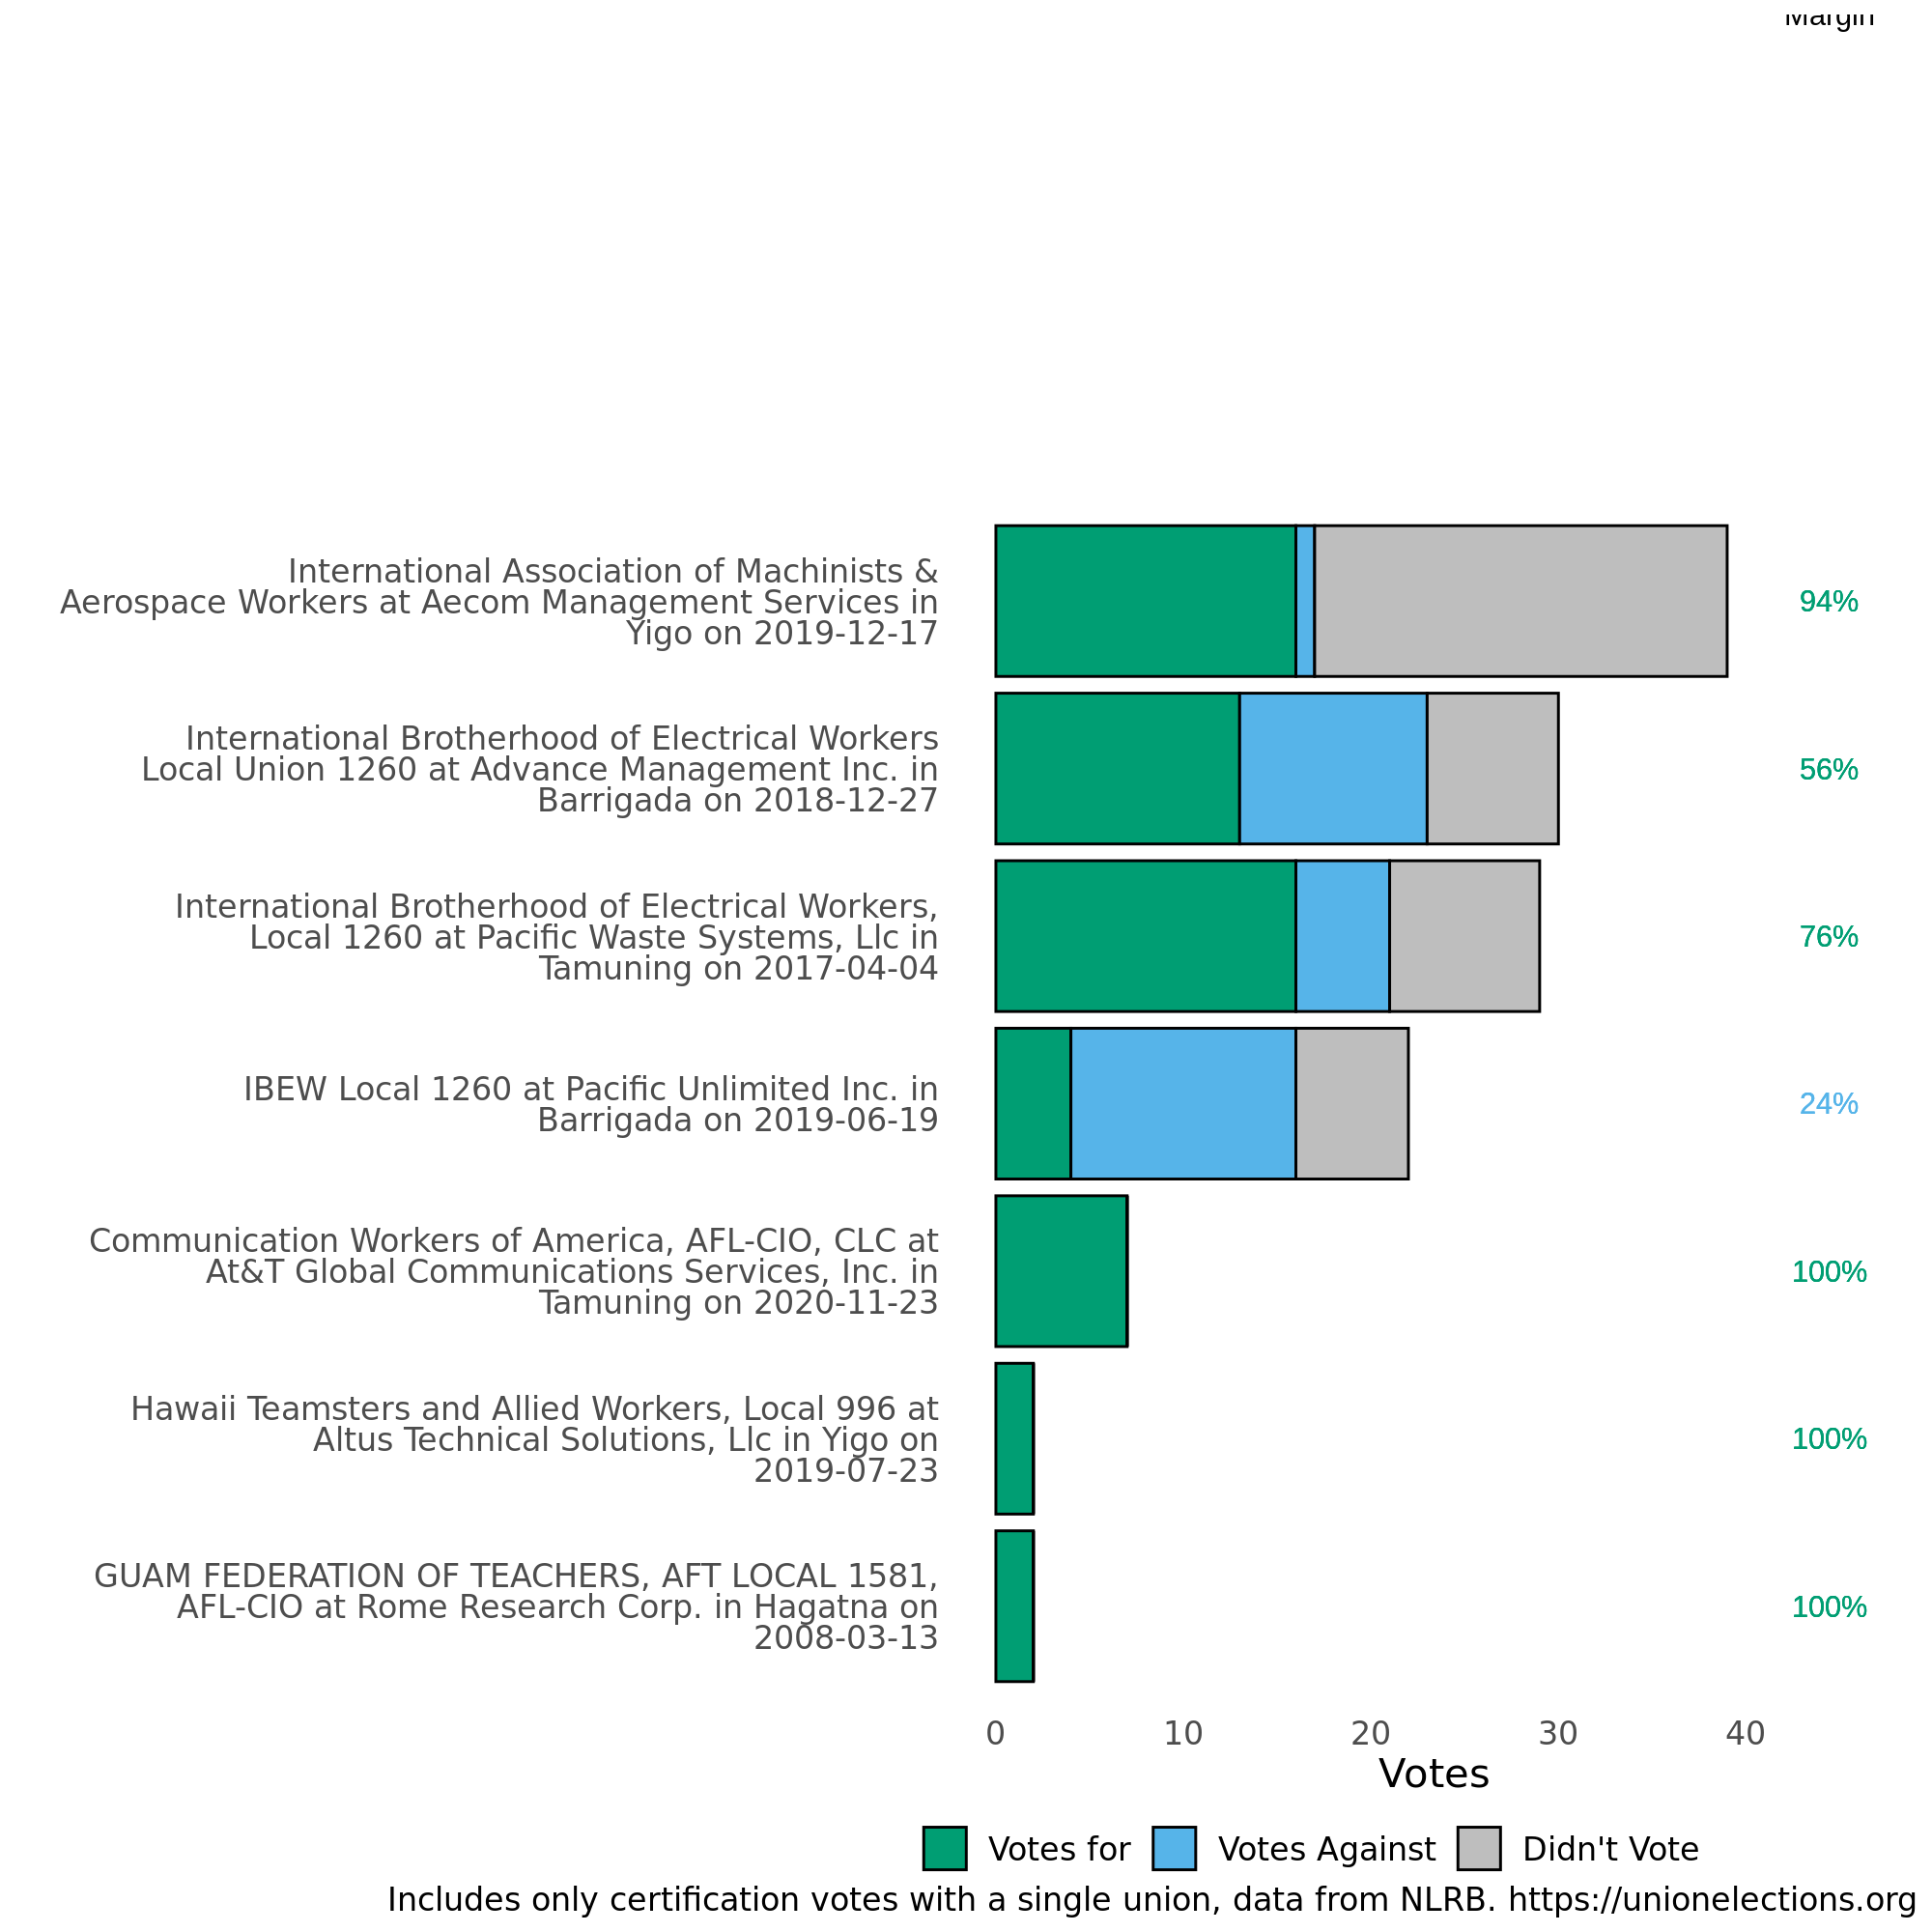 Margin
International Association of Machinists &
Aerospace Workers at Aecom Management Services in
Yigo on 2019-12-17
94%
International Brotherhood of Electrical Workers
Local Union 1260 at Advance Management Inc. in
Barrigada on 2018-12-27
56%
International Brotherhood of Electrical Workers,
Local 1260 at Pacific Waste Systems, Llc in
Tamuning on 2017-04-04
76%
IBEW Local 1260 at Pacific Unlimited Inc. in
Barrigada on 2019-06-19
24%
Communication Workers of America, AFL-CIO, CLC at
At&T Global Communications Services, Inc. in
Tamuning on 2020-11-23
100%
Hawaii Teamsters and Allied Workers, Local 996 at
Altus Technical Solutions, Llc in Yigo on
2019-07-23
100%
GUAM FEDERATION OF TEACHERS, AFT LOCAL 1581,
AFL-CIO at Rome Research Corp. in Hagatna on
2008-03-13
100%
0 10 20 30 40
Votes
Votes for Votes Against Didn't Vote
Includes only certification votes with a single union, data from NLRB. https://unionelections.org